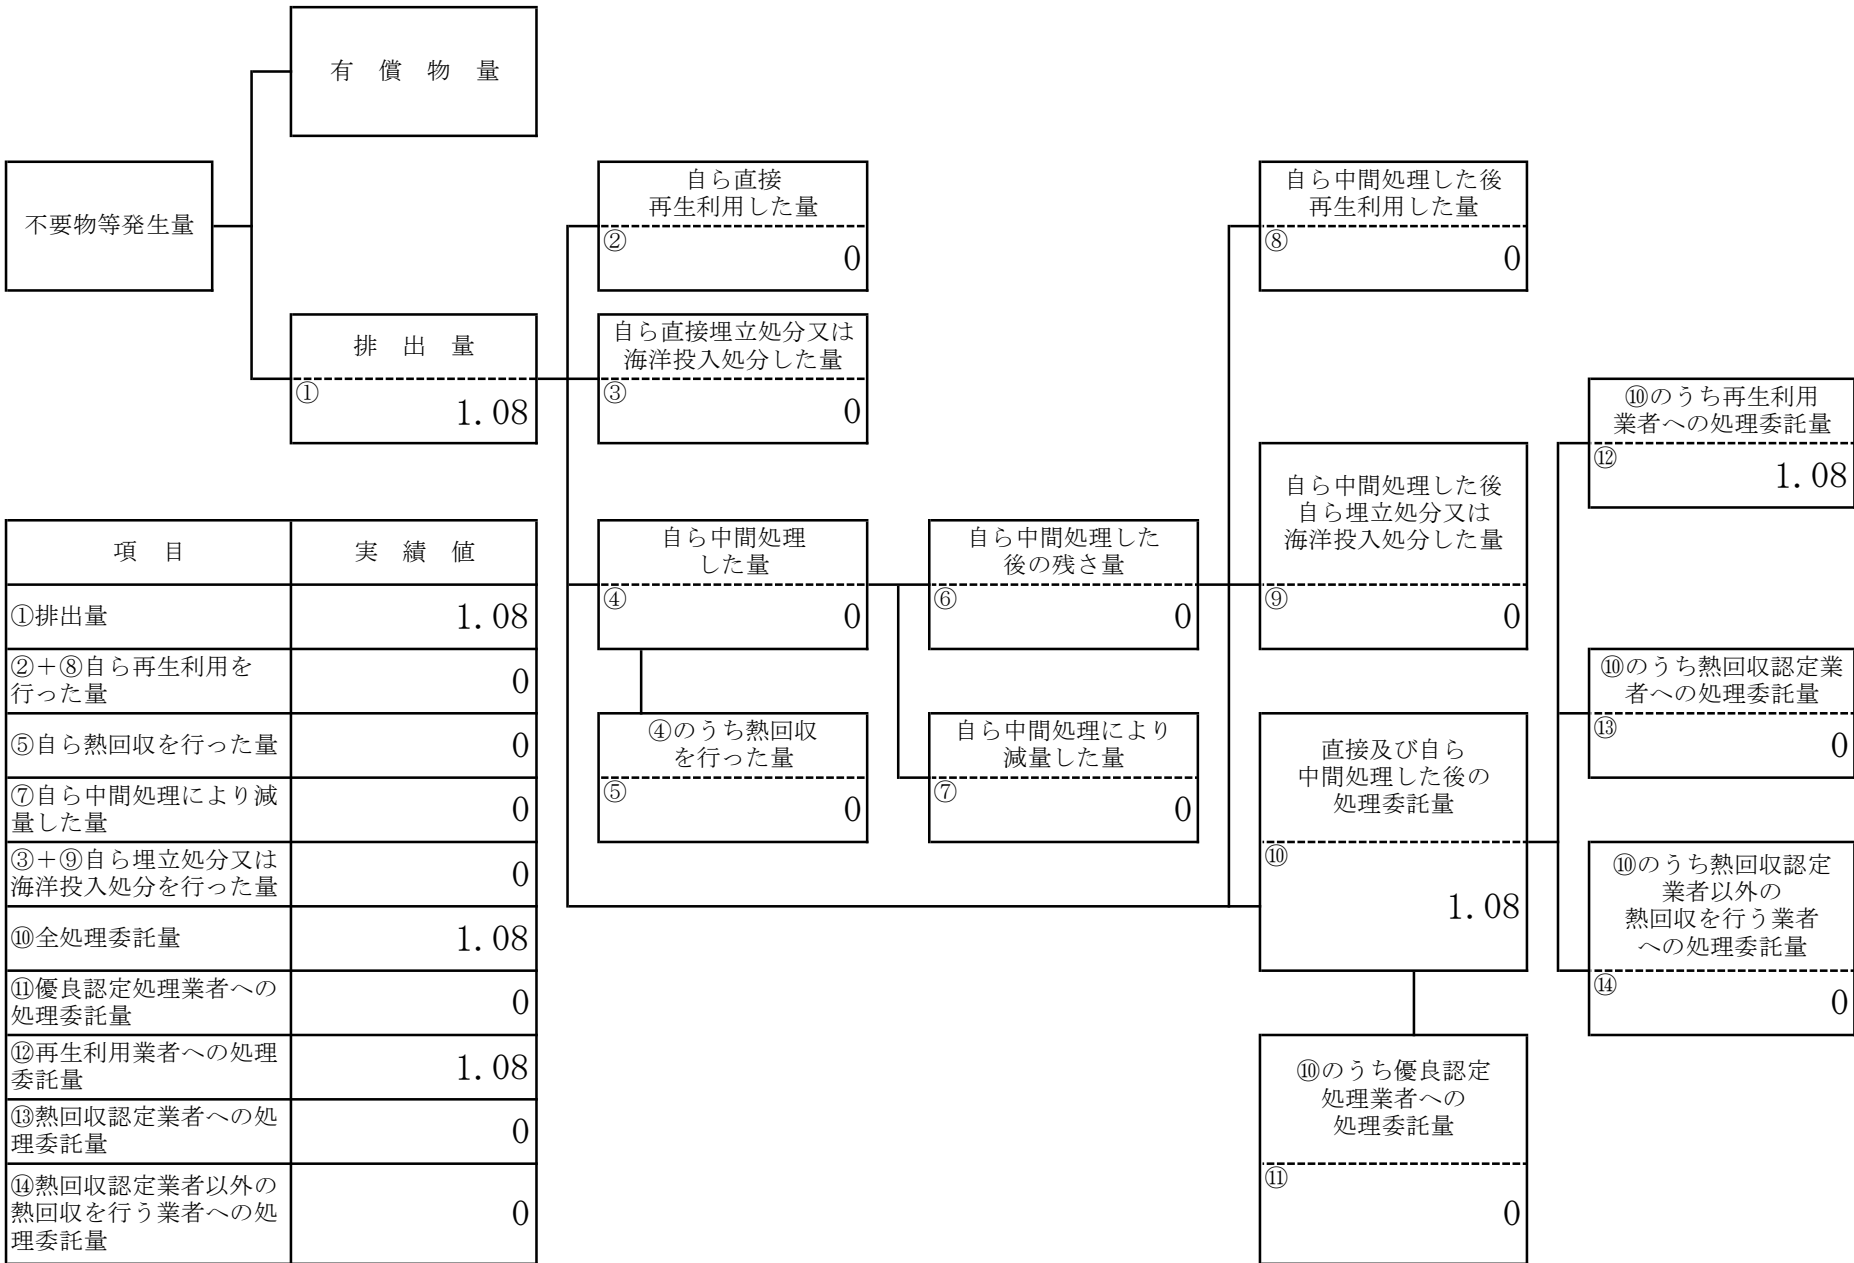 有　償　物　量
不要物等発生量
排　出　量
①
1.08
自ら直接
再生利用した量
②
0
自ら直接埋立処分又は
海洋投入処分した量
③
0
自ら中間処理
した量
④
0
④のうち熱回収
を行った量
⑤
0
自ら中間処理した
後の残さ量
⑥
0
自ら中間処理により
減量した量
⑦
0
自ら中間処理した後
再生利用した量
⑧
0
自ら中間処理した後
自ら埋立処分又は
海洋投入処分した量
⑨
0
直接及び自ら
中間処理した後の
処理委託量
⑩
1.08
⑩のうち優良認定
処理業者への
処理委託量
⑪
0
⑩のうち再生利用
業者への処理委託量
⑫
1.08
⑩のうち熱回収認定業
者への処理委託量
⑬
0
⑩のうち熱回収認定
業者以外の
熱回収を行う業者
への処理委託量
⑭
0
項　目　実　績　値
①排出量 1.08
②＋⑧自ら再生利用を
行った量 0
⑤自ら熱回収を行った量 0
⑦自ら中間処理により減
量した量 0
③＋⑨自ら埋立処分又は
海洋投入処分を行った量 0
⑩全処理委託量 1.08
⑪優良認定処理業者への
処理委託量 0
⑫再生利用業者への処理
委託量 1.08
⑬熱回収認定業者への処
理委託量 0
⑭熱回収認定業者以外の
熱回収を行う業者への処
理委託量 0